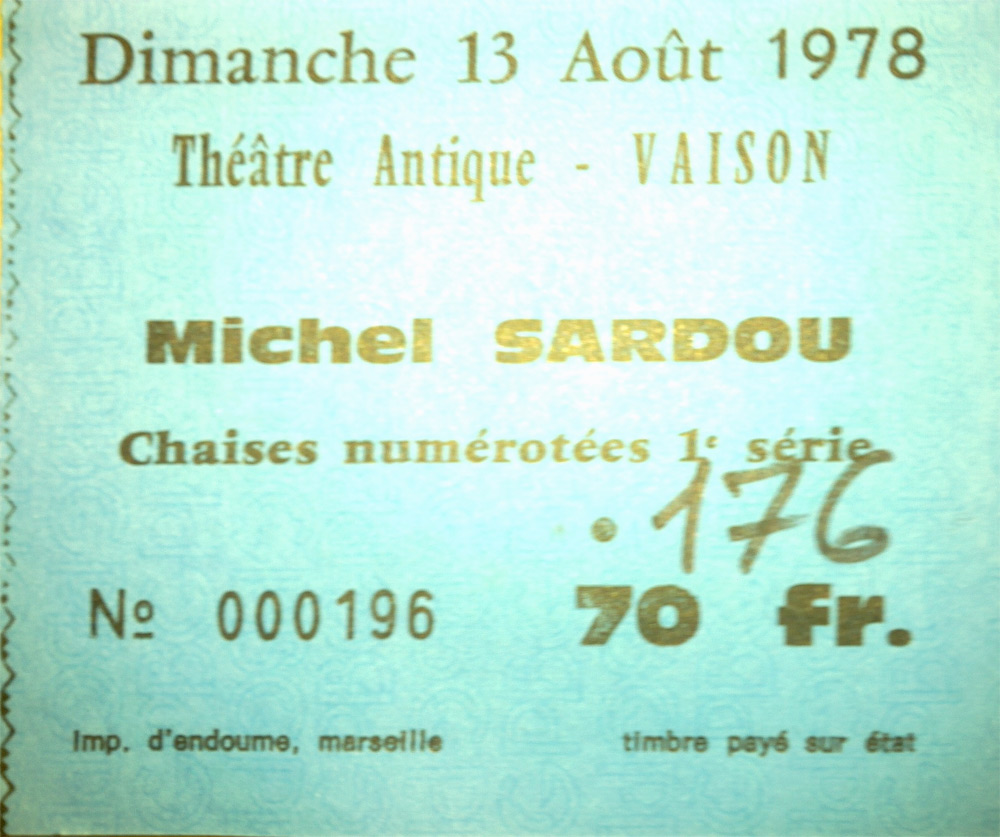 Dimanche 13 Août 1978
Théâtre Antique - VAISON
Michel SARDOU
Chaises numérotées 1e série
. 176
Nº 000196 70 fr.
imp. d'endoume, marseille timbre payé sur état